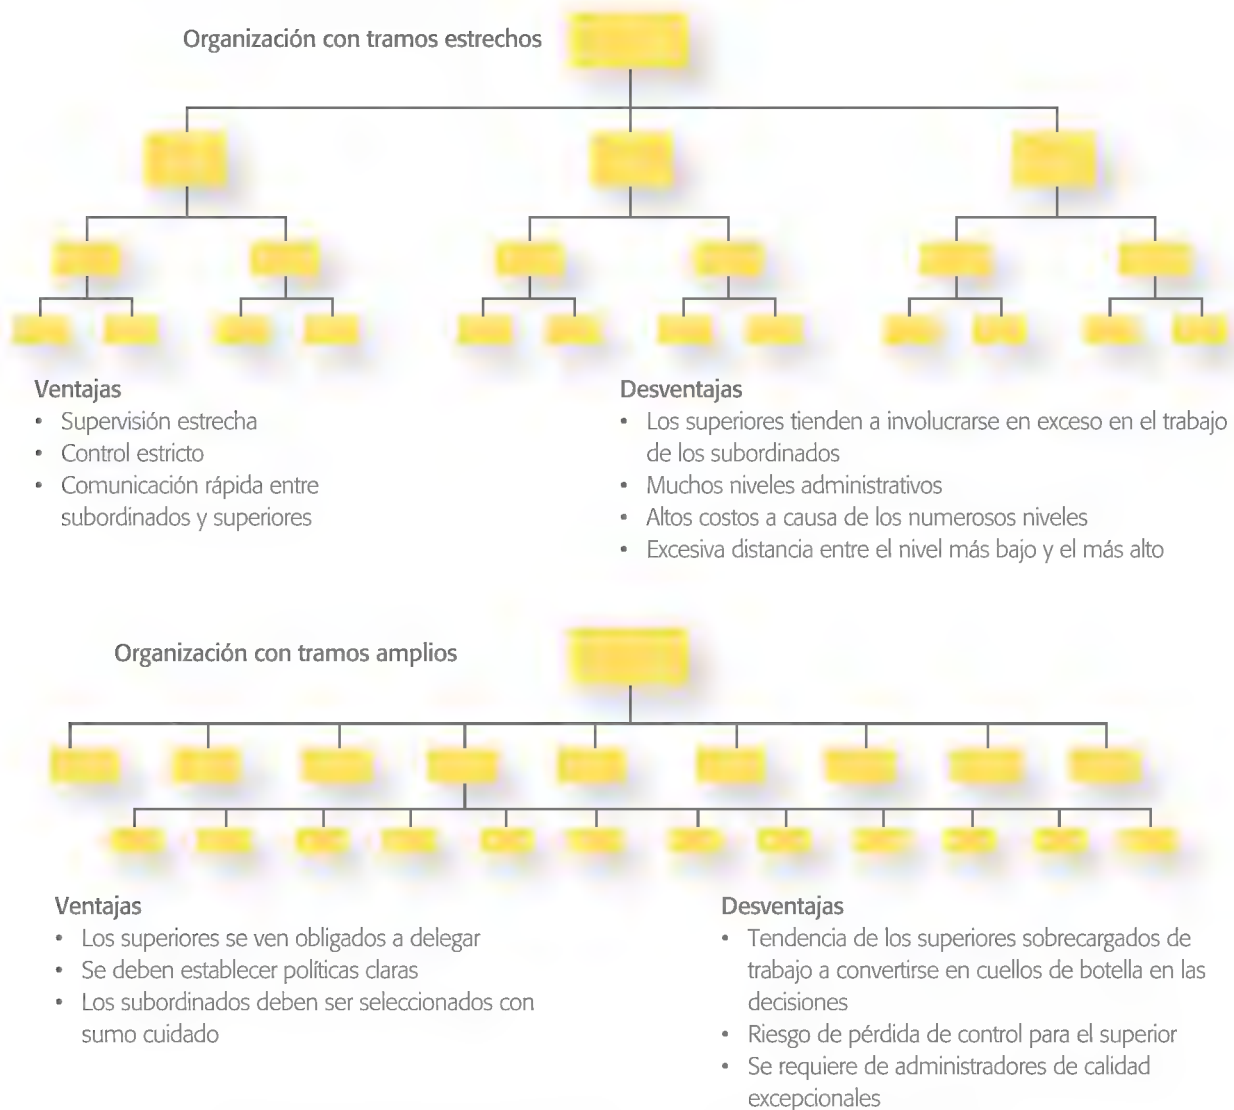 Organización con tramos estrechos
Ventajas
• Supervisión estrecha
• Control estricto
• Comunicación rápida entre
subordinados y superiores
Desventajas
• Los superiores tienden a involucrarse en exceso en el trabajo
de los subordinados
• Muchos niveles administrativos
• Altos costos a causa de los numerosos niveles
• Excesiva distancia entre el nivel más bajo y el más alto
Organización con tramos amplios
Ventajas
• Los superiores se ven obligados a delegar
• Se deben establecer políticas claras
• Los subordinados deben ser seleccionados con
sumo cuidado
Desventajas
• Tendencia de los superiores sobrecargados de
trabajo a convertirse en cuellos de botella en las
decisiones
• Riesgo de pérdida de control para el superior
• Se requiere de administradores de calidad
excepcionales